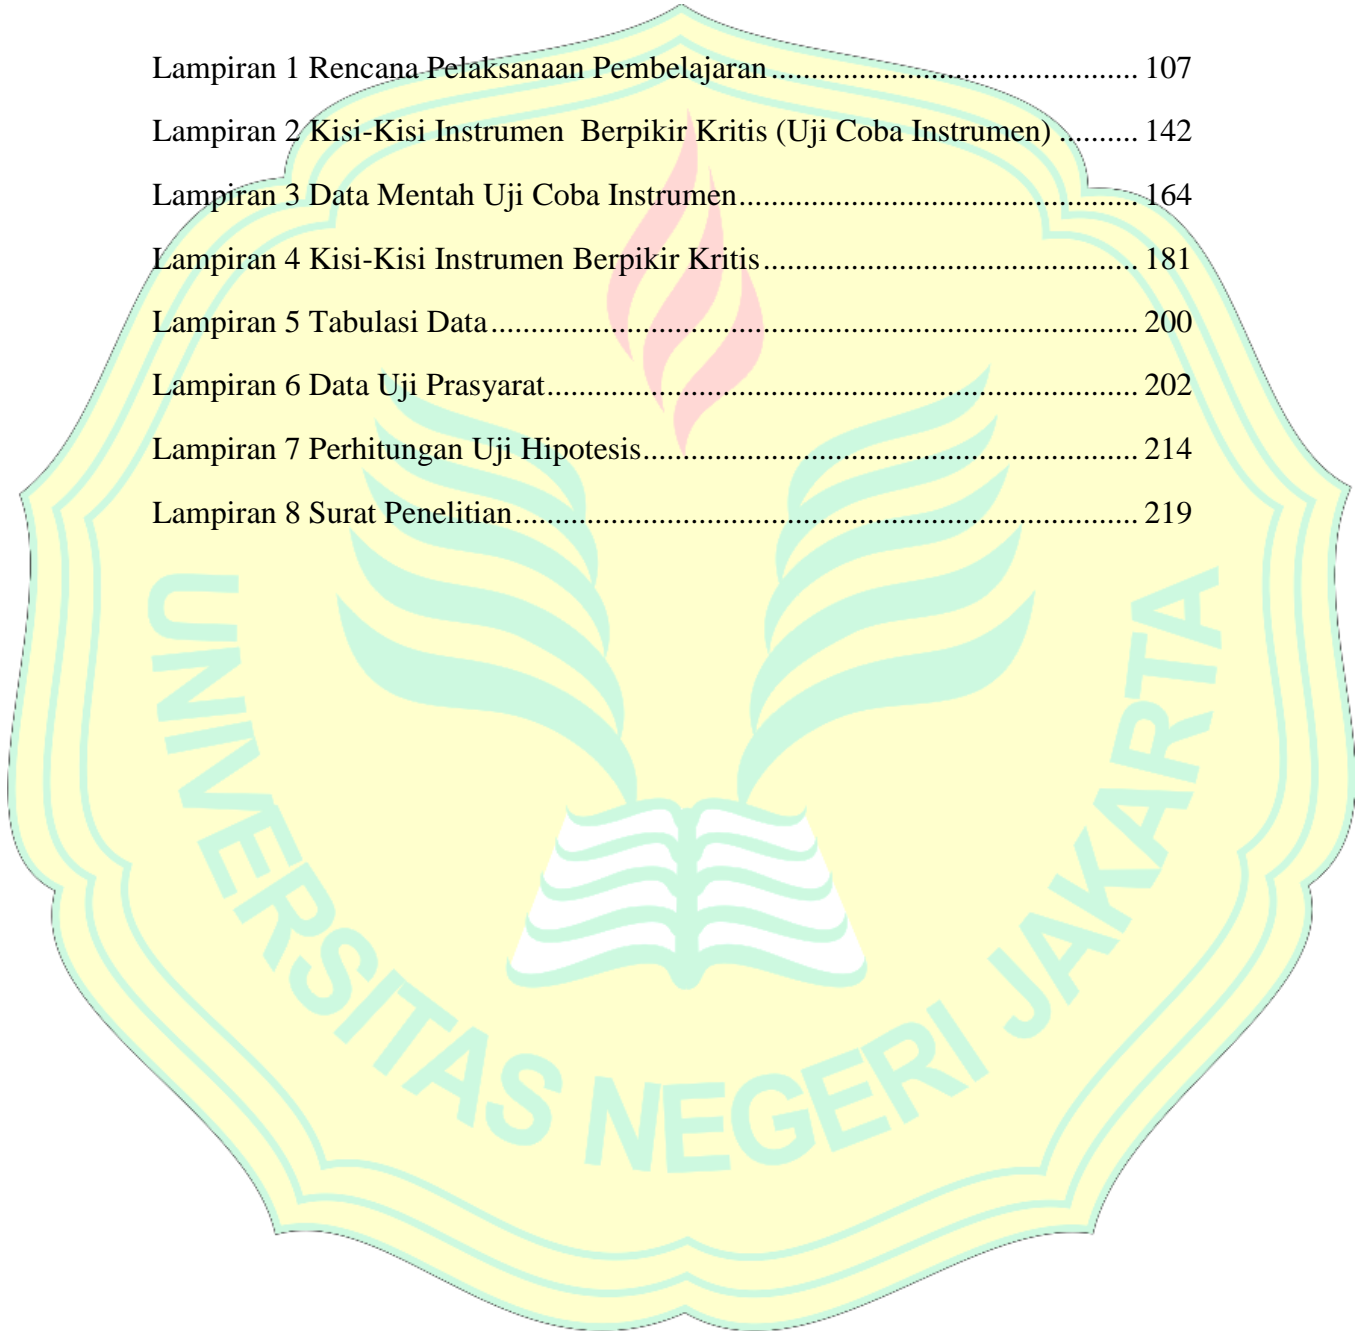 Lampiran 1 Rencana Pelaksanaan Pembelajaran ............................................. 107
Lampiran 2 Kisi-Kisi Instrumen  Berpikir Kritis (Uji Coba Instrumen) .......... 142
Lampiran 3 Data Mentah Uji Coba Instrumen ................................................. 164
Lampiran 4 Kisi-Kisi Instrumen Berpikir Kritis .............................................. 181
Lampiran 5 Tabulasi Data ................................................................................ 200
Lampiran 6 Data Uji Prasyarat ......................................................................... 202
Lampiran 7 Perhitungan Uji Hipotesis ............................................................. 214
Lampiran 8 Surat Penelitian ............................................................................. 219
UNIVERSITAS NEGERI JAKARTA